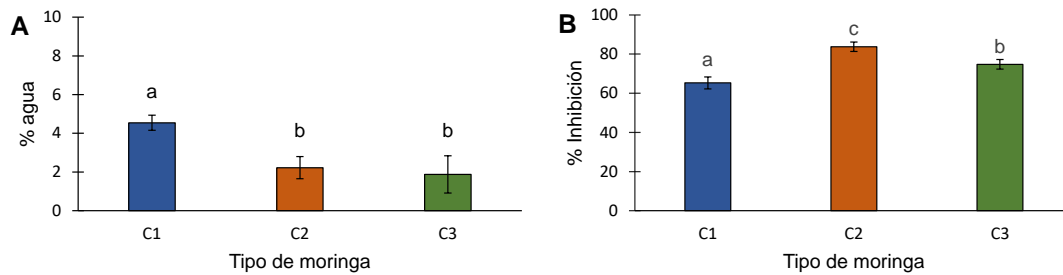 A
% agua
10
8
6
4
2
0
a
b
b
C1
C2
C3
Tipo de moringa
B
% Inhibición
100
80
60
40
20
0
a
c
b
C1
C2
C3
Tipo de moringa